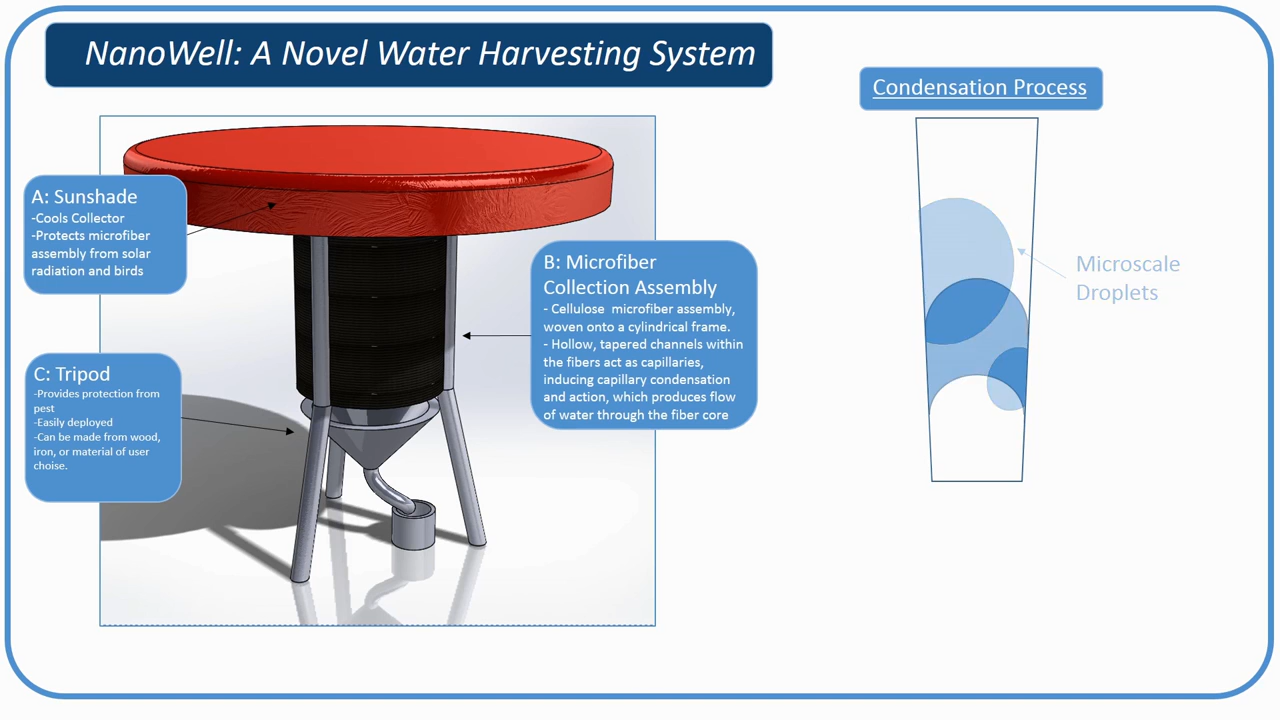 NanoWell: A Novel Water Harvesting System
Condensation Process
A: Sunshade
-Cools Collector
-Protects microfiber
assembly from solar
radiation and birds
B: Microfiber
Collection Assembly
- Cellulose microfiber assembly,
woven onto a cylindrical frame.
- Hollow, tapered channels within
the fibers act as capillaries,
inducing capillary condensation
and action, which produces flow
of water through the fiber core
C: Tripod
-Provides protection from
pest
-Easily deployed
-Can be made from wood,
iron, or material of user
choise.
Microscale
Droplets